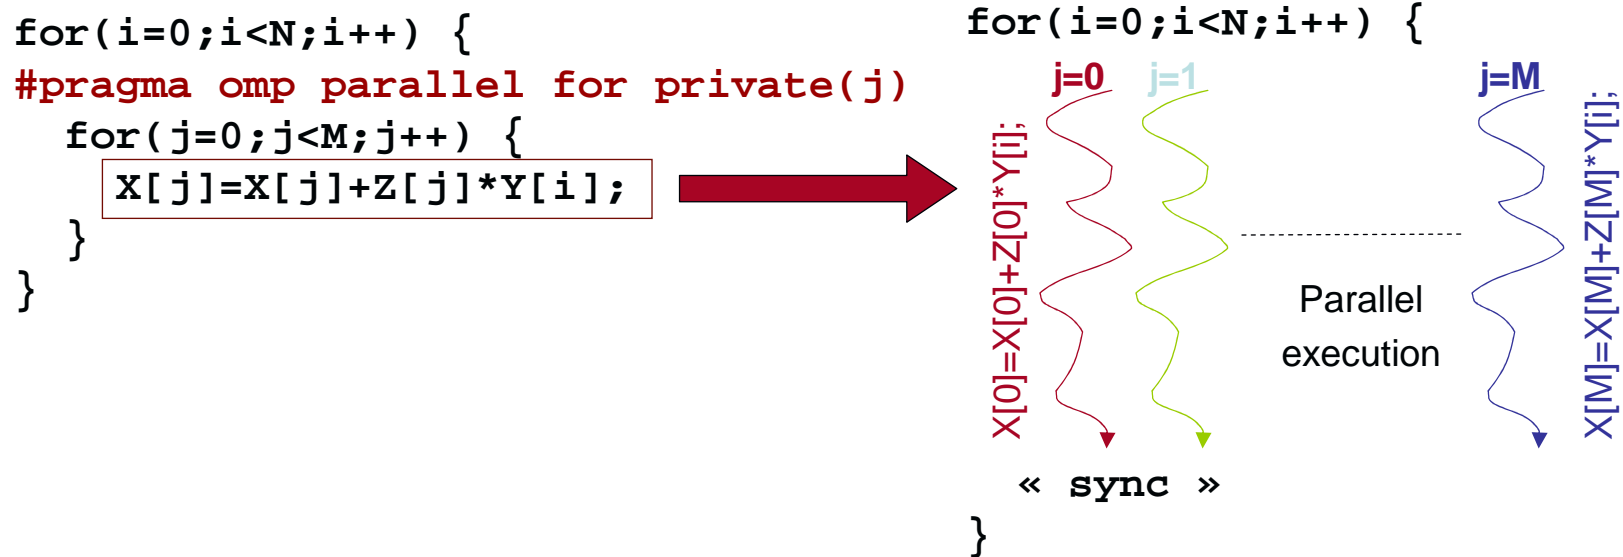 for(i=0;i<N;i++) {
#pragma omp parallel for private(j)
for(j=0;j<M;j++) {
X[j]=X[j]+Z[j]*Y[i];
}
}
for(i=0;i<N;i++) {
j=0 j=1 j=M
X[0]=X[0]+Z[0]*Y[i];
Parallel
execution
X[M]=X[M]+Z[M]*Y[i];
« sync »
}